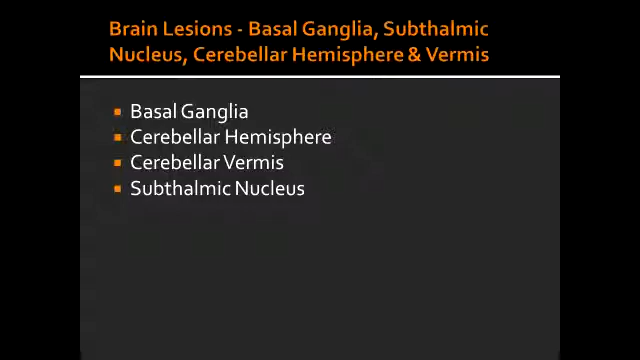 Brain Lesions - Basal Ganglia, Subthalmic
Nucleus, Cerebellar Hemisphere & Vermis
Basal Ganglia
Cerebellar Hemisphere
Cerebellar Vermis
Subthalmic Nucleus